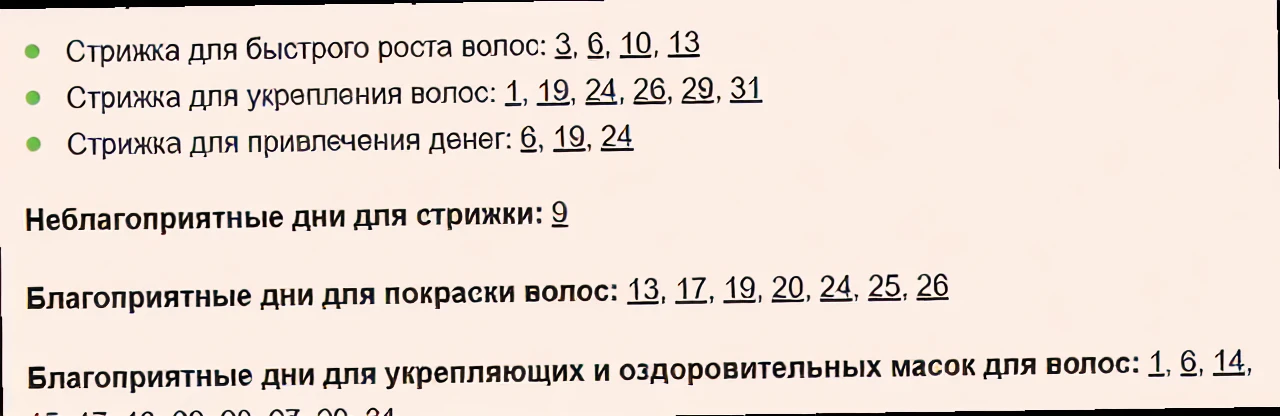 Стрижка для быстрого роста волос: 3, 6, 10, 13
Стрижка для укрепления волос: 1, 19, 24, 26, 29, 31
Стрижка для привлечения денег: 6, 19, 24
Неблагоприятные дни для стрижки: 9
Благоприятные дни для покраски волос: 13, 17, 19, 20, 24, 25, 26
Благоприятные дни для укрепляющих и оздоровительных масок для волос: 1, 6, 14,